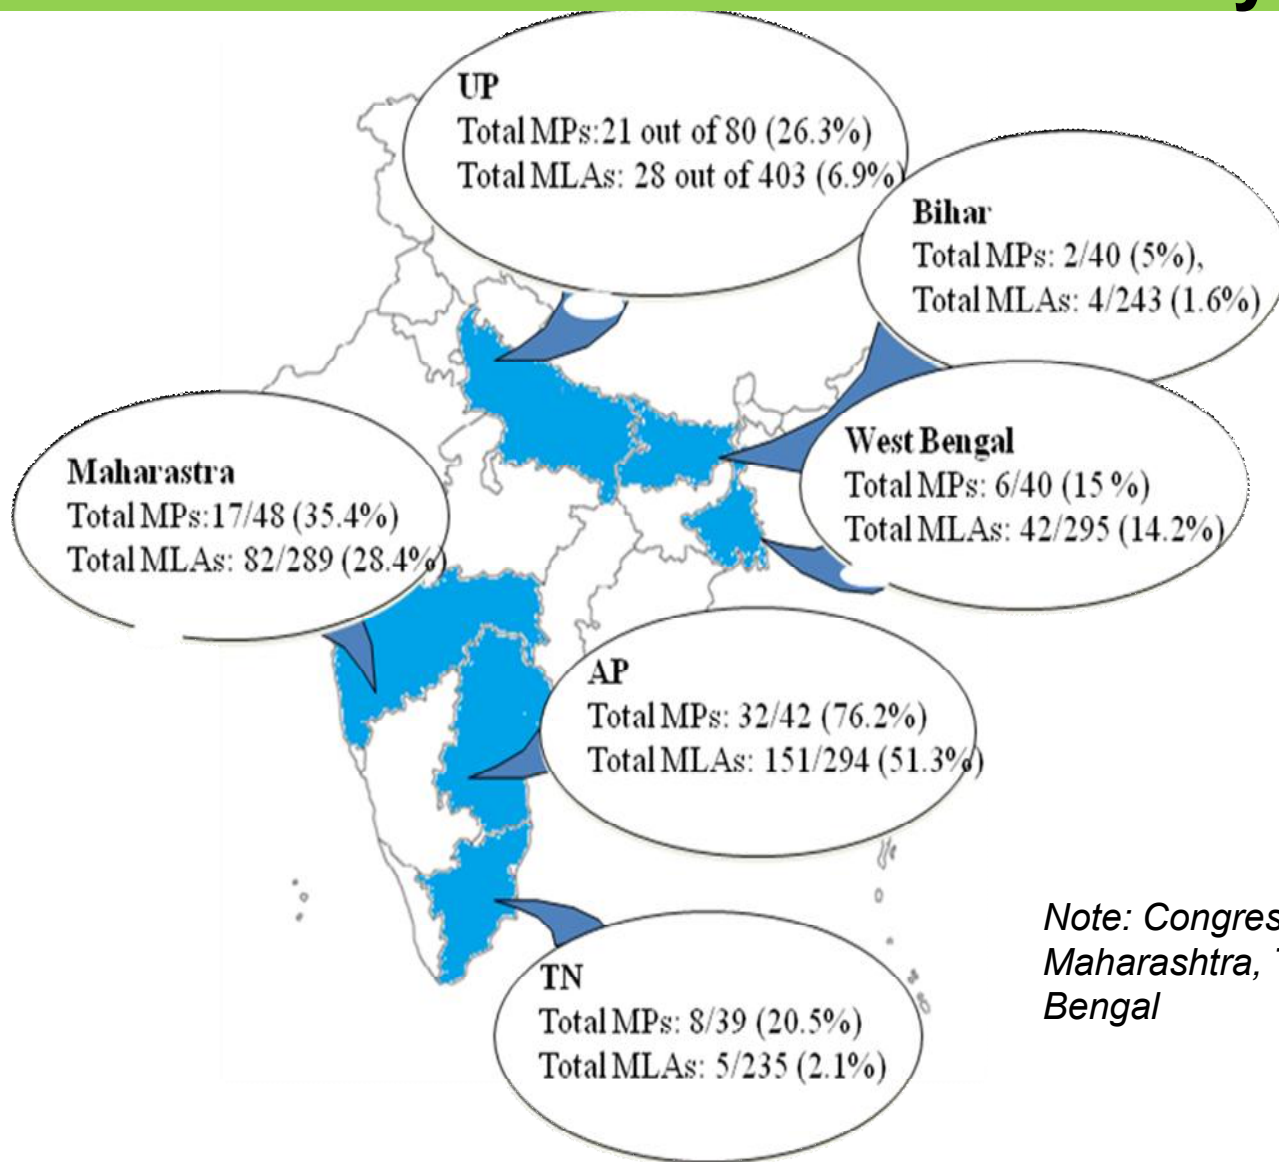 UP
Total MPs:21 out of 80 (26.3%)
Total MLAs: 28 out of 403 (6.9%)
Bihar
Total MPs: 2/40 (5%),
Total MLAs: 4/243 (1.6%)
West Bengal
Total MPs: 6/40 (15 %)
Total MLAs: 42/295 (14.2%)
Maharastra
Total MPs:17/48 (35.4%)
Total MLAs: 82/289 (28.4%)
AP
Total MPs: 32/42 (76.2%)
Total MLAs: 151/294 (51.3%)
TN
Total MPs: 8/39 (20.5%)
Total MLAs: 5/235 (2.1%)
Note:
Maharashtra,
Bengal